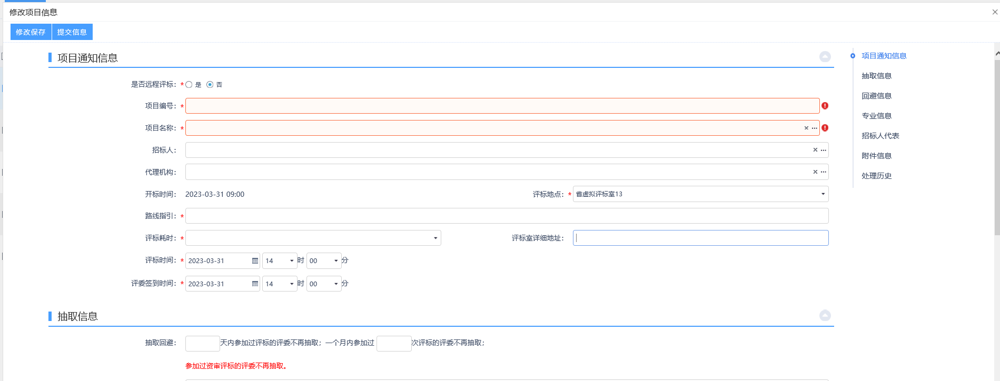 修改项目信息
修改保存 提交信息
项目通知信息
是否远程评标： * 是 否
项目编号： *
项目名称： *
招标人：
代理机构：
开标时间： 2023-03-31 09:00 评标地点： * 省虚拟评标室13
路线指引： *
评标耗时： * 评标室详细地址：
评标时间： * 2023-03-31 14 时 00 分
评委签到时间： * 2023-03-31 14 时 00 分
抽取信息
抽取回避： 天内参加过评标的评委不再抽取；一个月内参加过 次评标的评委不再抽取；
参加过资审评标的评委不再抽取。
项目通知信息
抽取信息
回避信息
专业信息
招标人代表
附件信息
处理历史